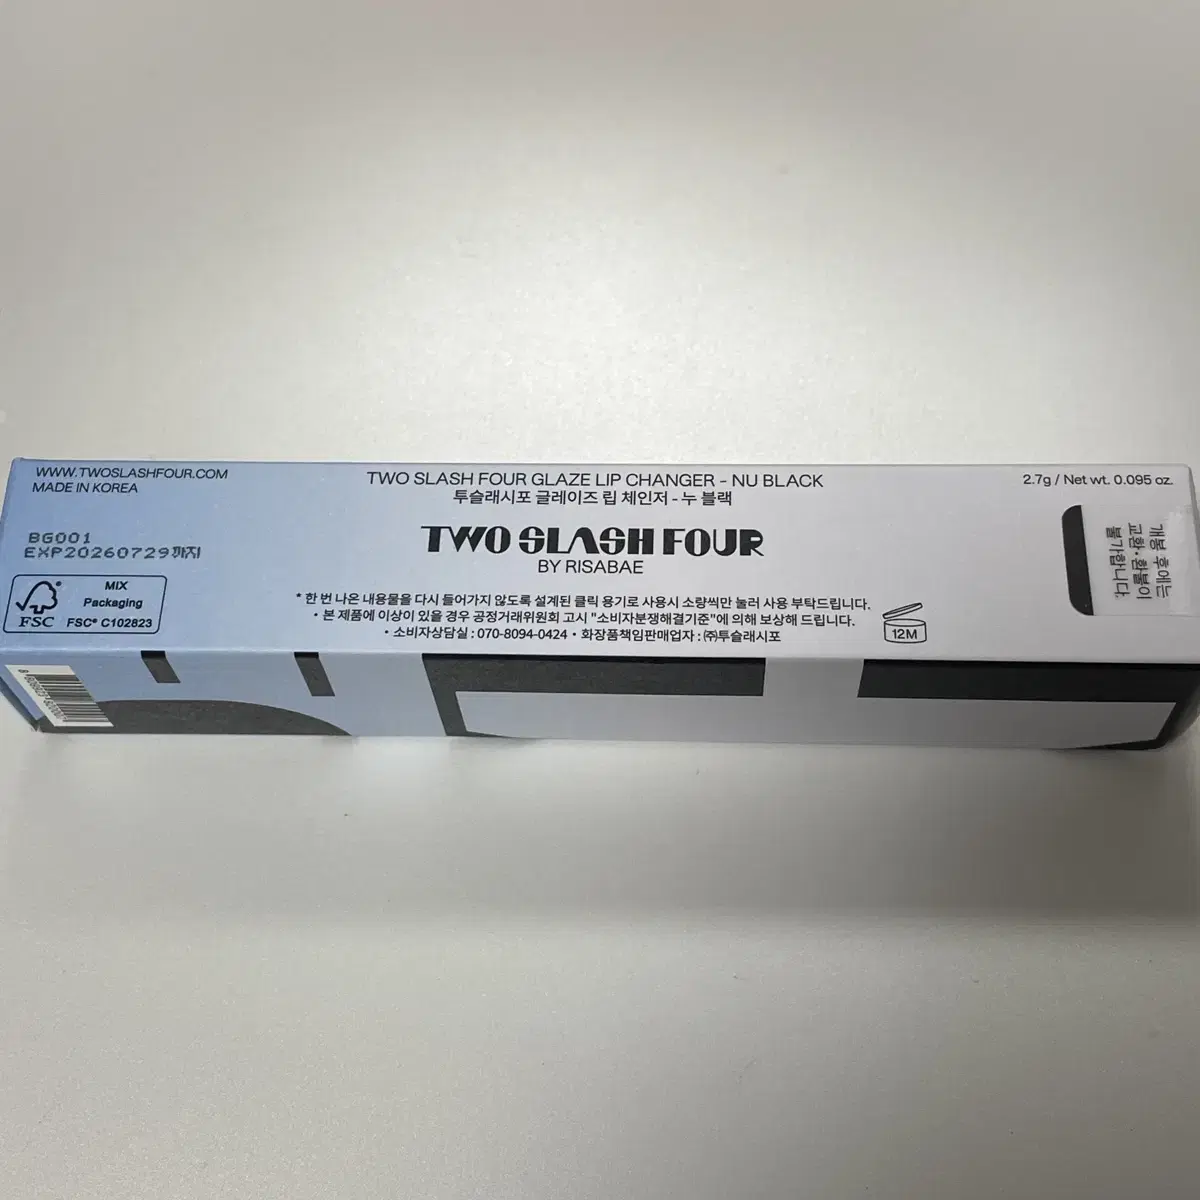 WWW.TWOSLASHFOUR.COM
MADE IN KOREA
TWO SLASH FOUR GLAZE LIP CHANGER - NU BLACK
투슬래시포 글레이즈 립 체인저 - 누 블랙
2.7g / Net wt. 0.095 oz.
BG001
EXP20260729까지
TWO SLASH FOUR
BY RISABAE
MIX
Packaging
FSC
FSC® C102823
* 한 번 나온 내용물을 다시 들어가지 않도록 설계된 클릭 용기로 사용시 소량씩만 눌러 사용 부탁드립니다.
• 본 제품에 이상이 있을 경우 공정거래위원회 고시 "소비자분쟁해결기준"에 의해 보상해 드립니다.
• 소비자상담실 : 070-8094-0424 • 화장품책임판매업자 : ㈜투슬래시포
12M
개봉 후에는
교환·환불이
불가합니다.